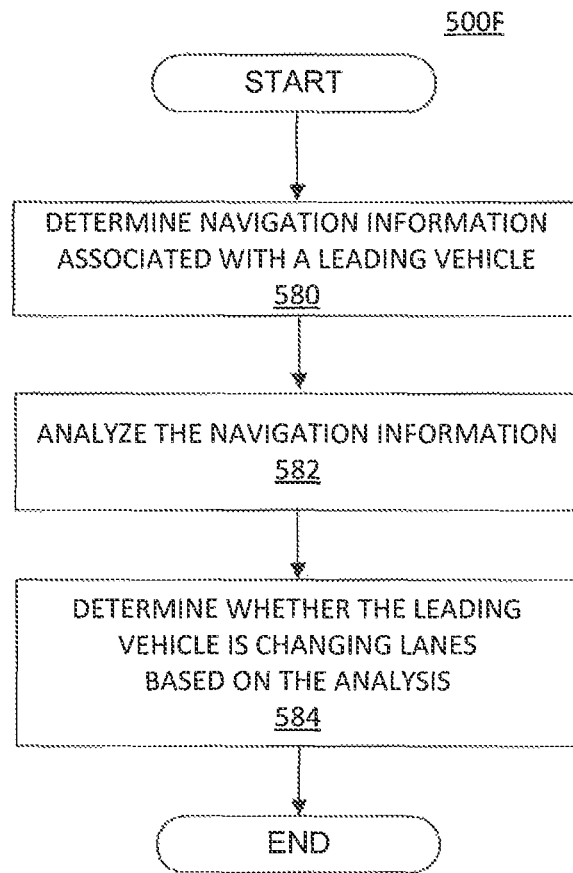 500F
START
DETERMINE NAVIGATION INFORMATION
ASSOCIATED WITH A LEADING VEHICLE
580
ANALYZE THE NAVIGATION INFORMATION
582
DETERMINE WHETHER THE LEADING
VEHICLE IS CHANGING LANES
BASED ON THE ANALYSIS
584
END